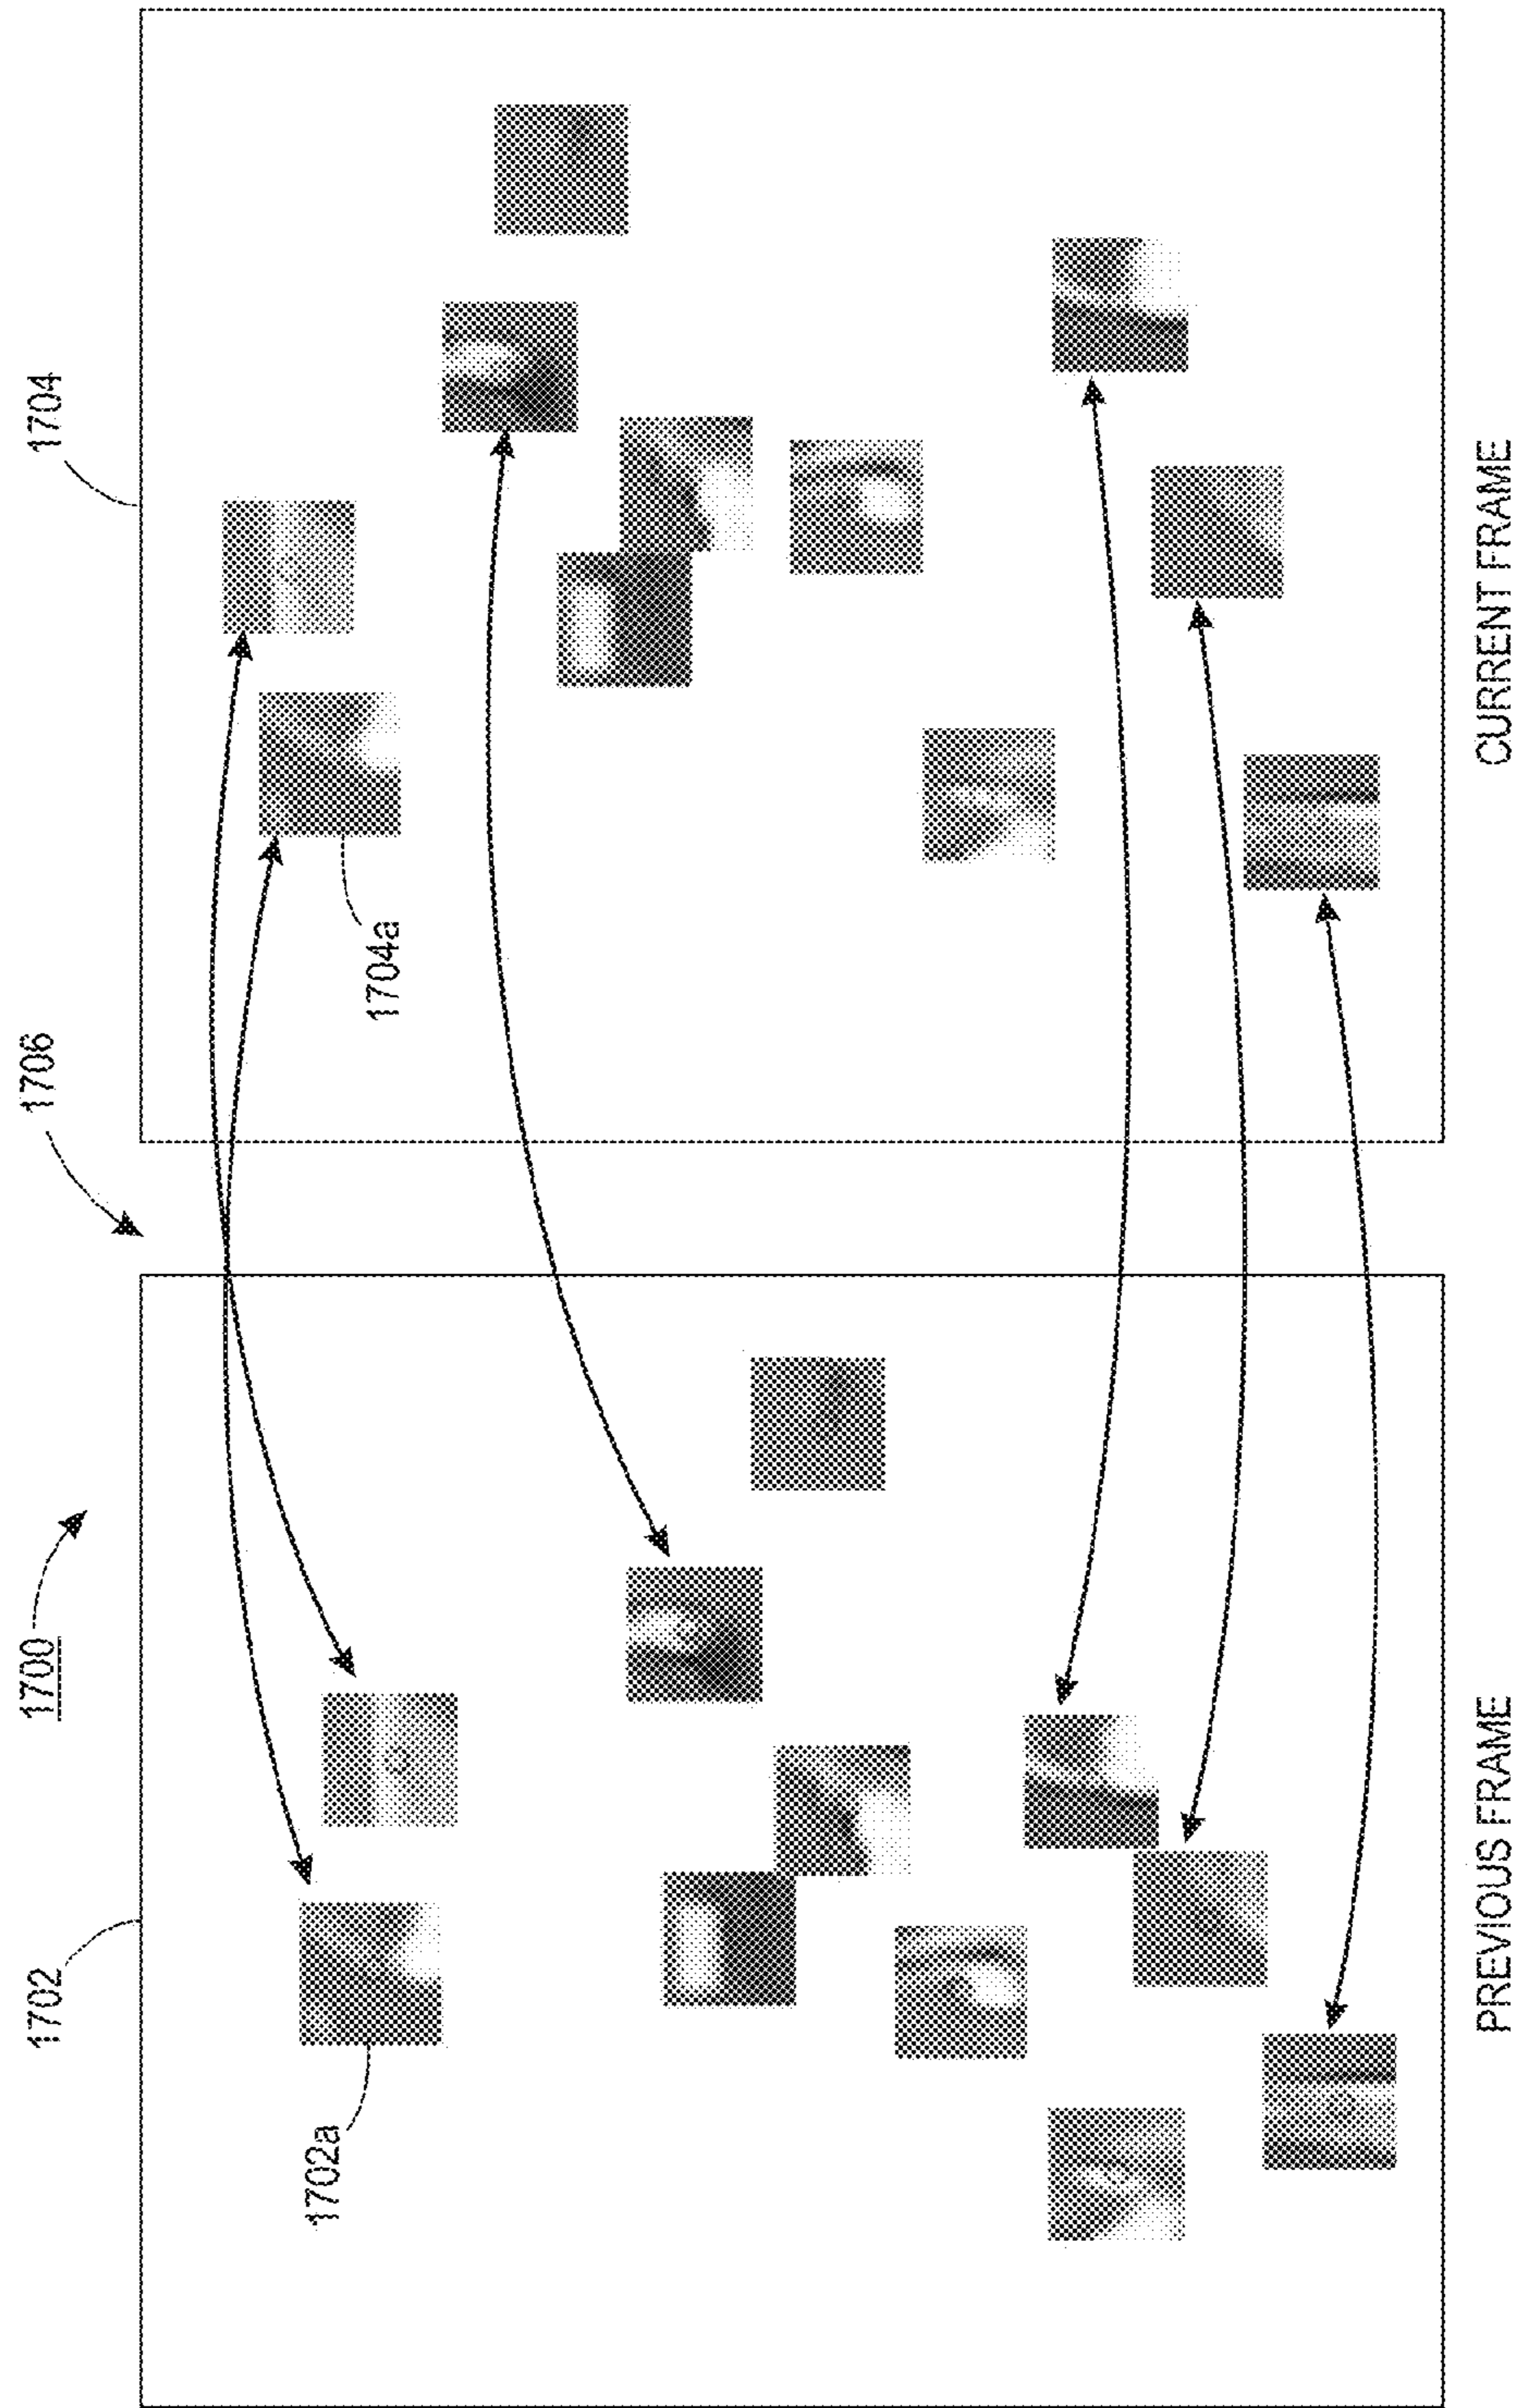 1700
1702
1706
1704
1702a
1704a
PREVIOUS FRAME
CURRENT FRAME